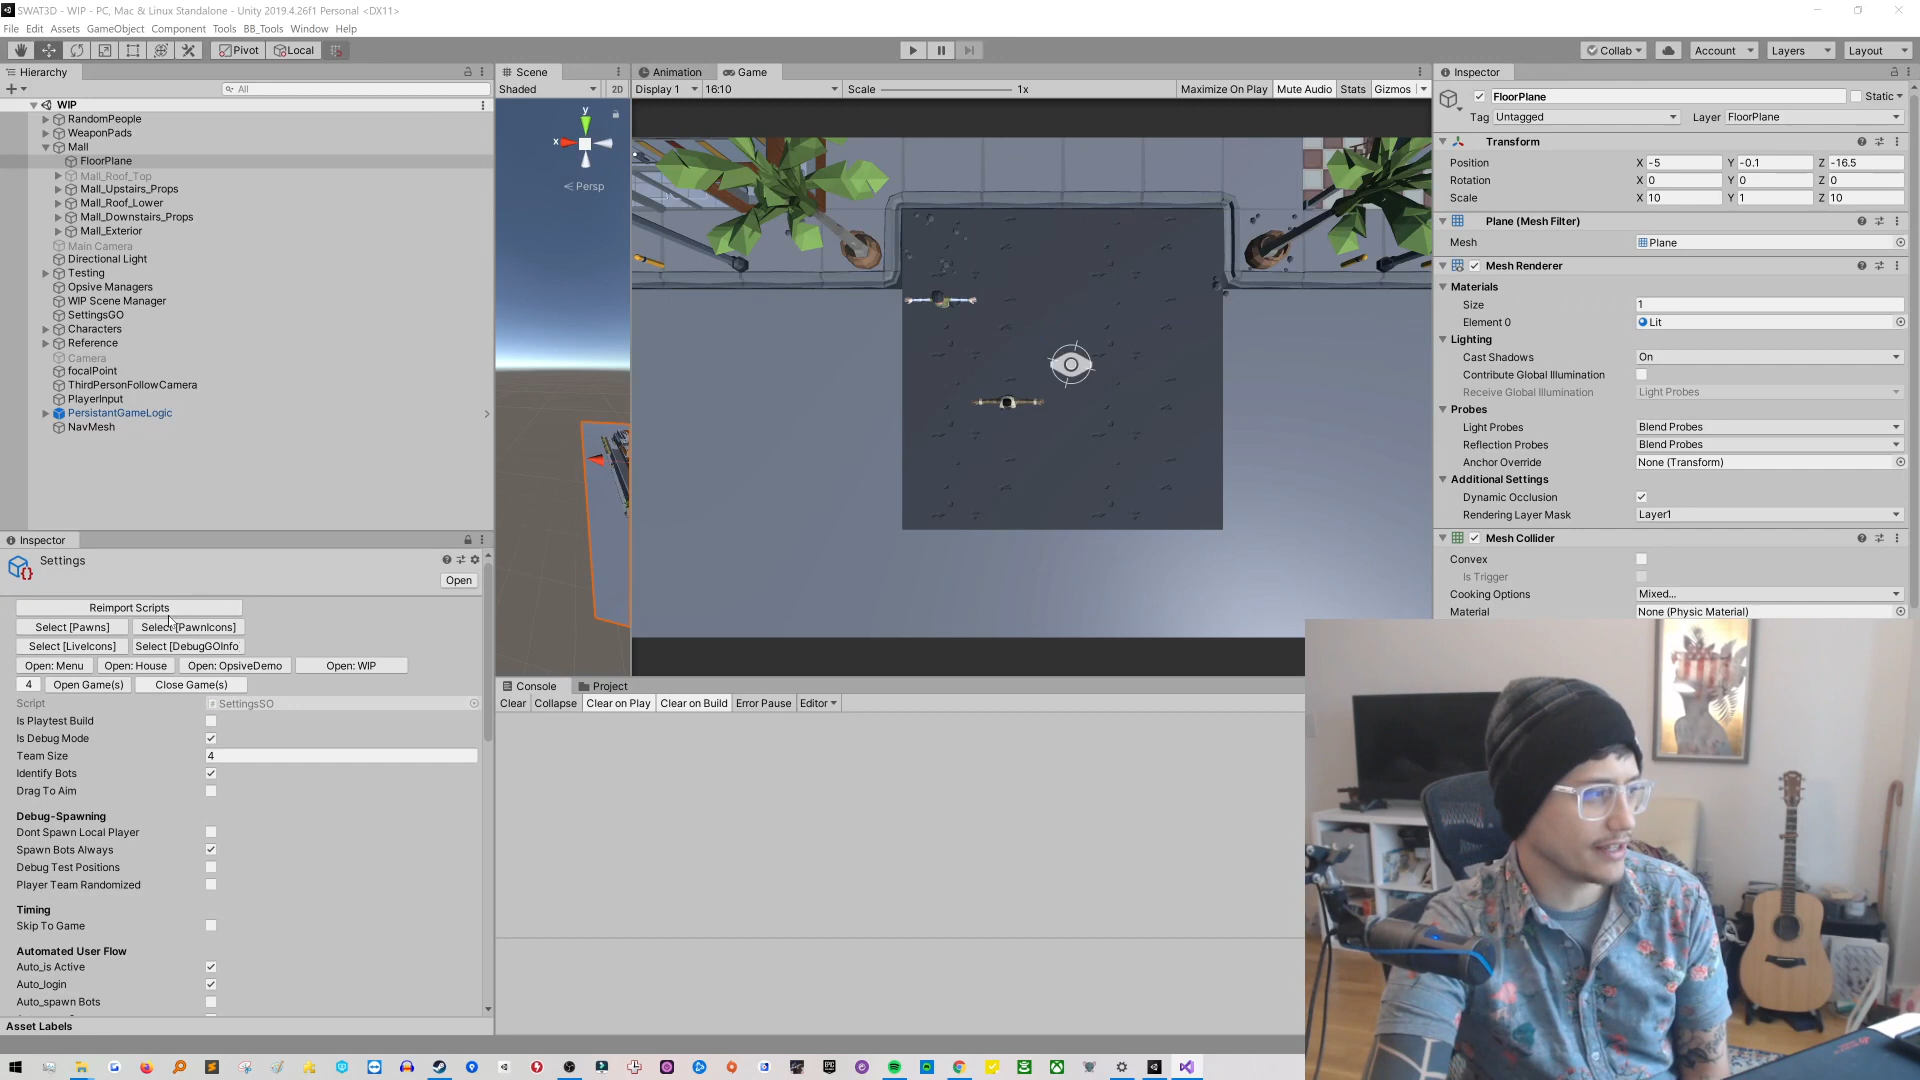 SWAT3D - WIP - PC, Mac & Linux Standalone - Unity 2019.4.26f1 Personal <DX11>
File Edit Assets GameObject Component Tools BB_Tools Window Help
Pivot Local Collab Account Layers Layout
Hierarchy
All
WIP
RandomPeople
WeaponPads
Mall
FloorPlane
Mall_Roof_Top
Mall_Upstairs_Props
Mall_Roof_Lower
Mall_Downstairs_Props
Mall_Exterior
Main Camera
Directional Light
Testing
Opsive Managers
WIP Scene Manager
SettingsGO
Characters
Reference
Camera
focalPoint
ThirdPersonFollowCamera
PlayerInput
PersistantGameLogic
NavMesh
Scene
Shaded 2D
y
x
Persp
Animation Game
Display 1 16:10 Scale 1x Maximize On Play Mute Audio Stats Gizmos
Inspector
FloorPlane Static
Tag Untagged Layer FloorPlane
Transform
Position X -5 Y -0.1 Z -16.5
Rotation X 0 Y 0 Z 0
Scale X 10 Y 1 Z 10
Plane (Mesh Filter)
Mesh Plane
Mesh Renderer
Materials
Size 1
Element 0 Lit
Lighting
Cast Shadows On
Contribute Global Illumination
Receive Global Illumination Light Probes
Probes
Light Probes Blend Probes
Reflection Probes Blend Probes
Anchor Override None (Transform)
Additional Settings
Dynamic Occlusion
Rendering Layer Mask Layer1
Mesh Collider
Convex
Is Trigger
Cooking Options Mixed...
Material None (Physic Material)
Inspector
Settings
Open
Reimport Scripts
Select [Pawns] Select [PawnIcons]
Select [LiveIcons] Select [DebugGOInfo
Open: Menu Open: House Open: OpsiveDemo Open: WIP
4 Open Game(s) Close Game(s)
Script SettingsSO
Is Playtest Build
Is Debug Mode
Team Size 4
Identify Bots
Drag To Aim
Debug-Spawning
Dont Spawn Local Player
Spawn Bots Always
Debug Test Positions
Player Team Randomized
Timing
Skip To Game
Automated User Flow
Auto_is Active
Auto_login
Auto_spawn Bots
Asset Labels
Console Project
Clear Collapse Clear on Play Clear on Build Error Pause Editor